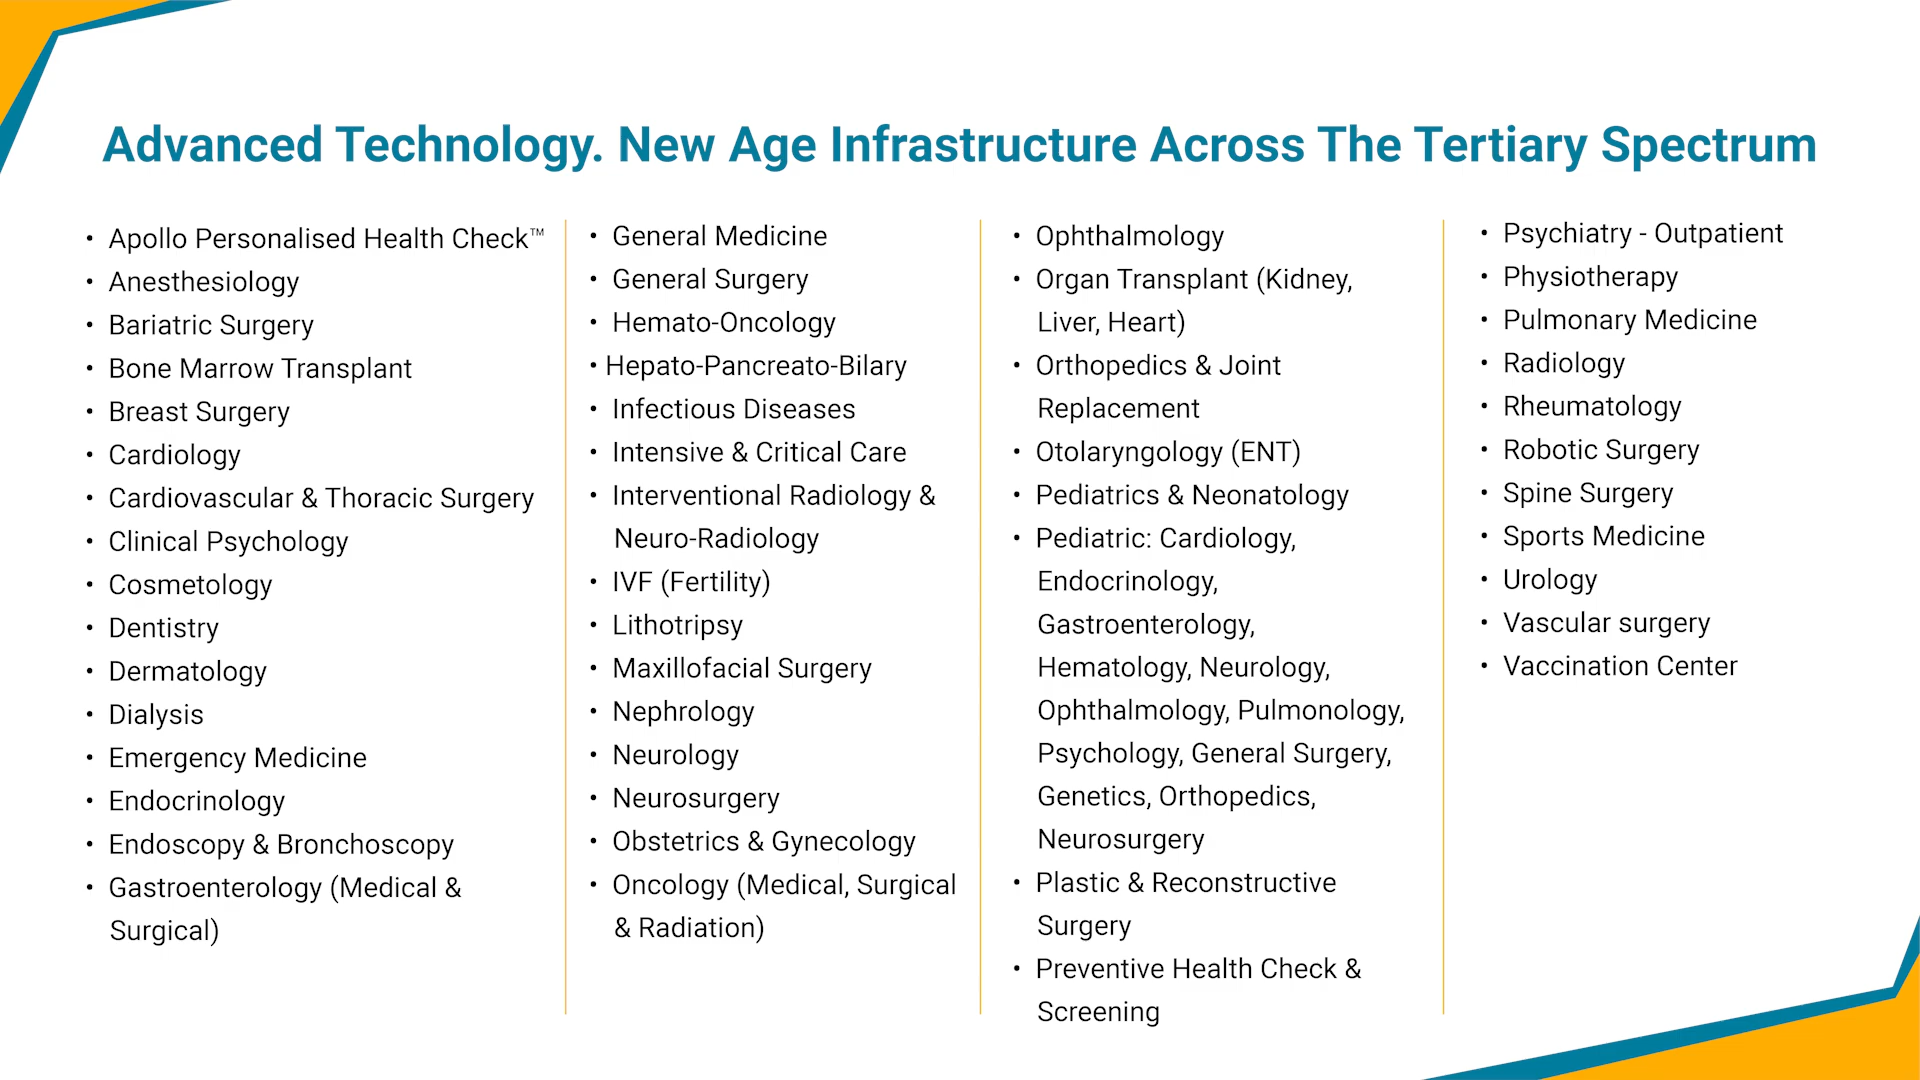 Advanced Technology. New Age Infrastructure Across The Tertiary Spectrum
• Apollo Personalised Health Check™
• Anesthesiology
• Bariatric Surgery
• Bone Marrow Transplant
• Breast Surgery
• Cardiology
• Cardiovascular & Thoracic Surgery
• Clinical Psychology
• Cosmetology
• Dentistry
• Dermatology
• Dialysis
• Emergency Medicine
• Endocrinology
• Endoscopy & Bronchoscopy
• Gastroenterology (Medical &
Surgical)
• General Medicine
• General Surgery
• Hemato-Oncology
• Hepato-Pancreato-Bilary
• Infectious Diseases
• Intensive & Critical Care
• Interventional Radiology &
Neuro-Radiology
• IVF (Fertility)
• Lithotripsy
• Maxillofacial Surgery
• Nephrology
• Neurology
• Neurosurgery
• Obstetrics & Gynecology
• Oncology (Medical, Surgical
& Radiation)
• Ophthalmology
• Organ Transplant (Kidney,
Liver, Heart)
• Orthopedics & Joint
Replacement
• Otolaryngology (ENT)
• Pediatrics & Neonatology
• Pediatric: Cardiology,
Endocrinology,
Gastroenterology,
Hematology, Neurology,
Ophthalmology, Pulmonology,
Psychology, General Surgery,
Genetics, Orthopedics,
Neurosurgery
• Plastic & Reconstructive
Surgery
• Preventive Health Check &
Screening
• Psychiatry - Outpatient
• Physiotherapy
• Pulmonary Medicine
• Radiology
• Rheumatology
• Robotic Surgery
• Spine Surgery
• Sports Medicine
• Urology
• Vascular surgery
• Vaccination Center